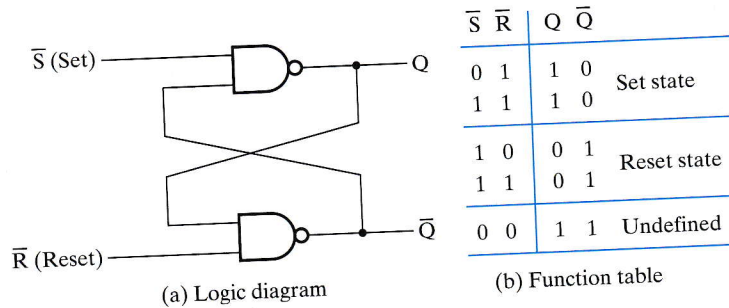 S̅ (Set)
Q
R̅ (Reset)
Q̅
(a) Logic diagram
S̅ R̅ Q Q̅
0 1 1 0 Set state
1 1 1 0
1 0 0 1 Reset state
1 1 0 1
0 0 1 1 Undefined
(b) Function table